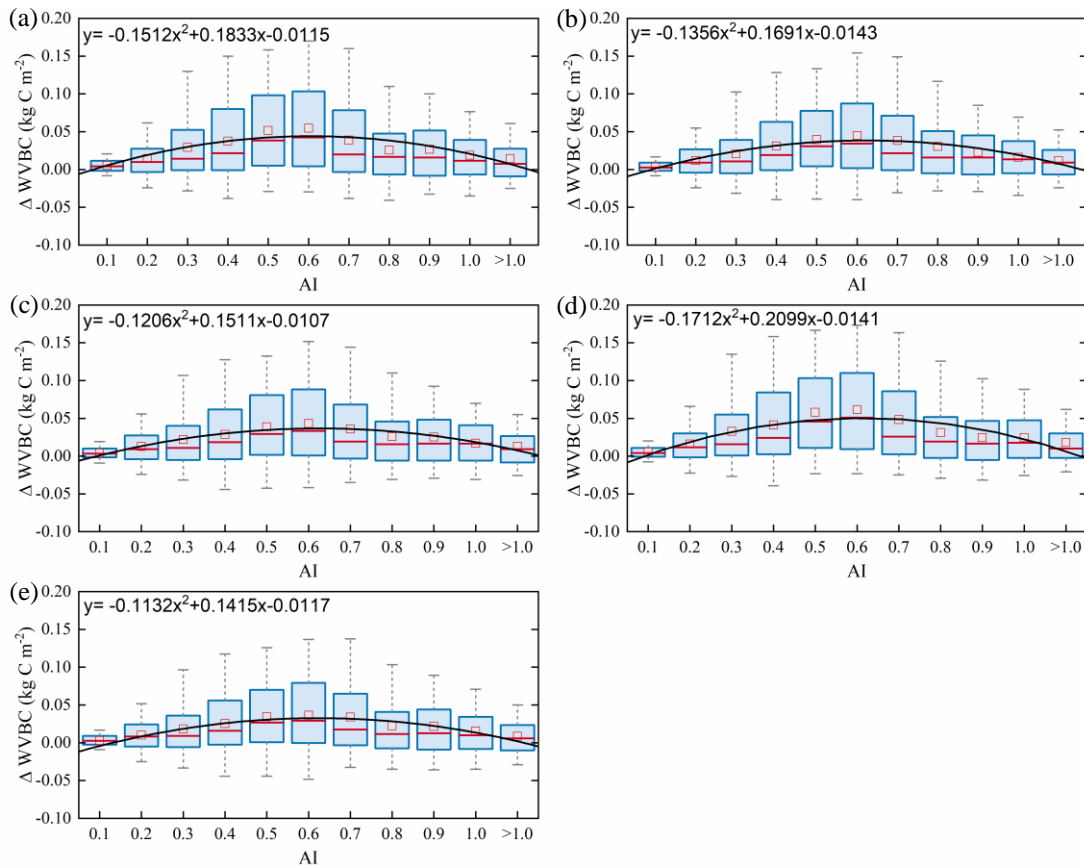 (a)
y= -0.1512x²+0.1833x-0.0115
Δ WVBC (kg C m⁻²)
0.20
0.15
0.10
0.05
0.00
-0.05
-0.10
0.1 0.2 0.3 0.4 0.5 0.6 0.7 0.8 0.9 1.0 >1.0
AI
(b)
y= -0.1356x²+0.1691x-0.0143
Δ WVBC (kg C m⁻²)
0.20
0.15
0.10
0.05
0.00
-0.05
-0.10
0.1 0.2 0.3 0.4 0.5 0.6 0.7 0.8 0.9 1.0 >1.0
AI
(c)
y= -0.1206x²+0.1511x-0.0107
Δ WVBC (kg C m⁻²)
0.20
0.15
0.10
0.05
0.00
-0.05
-0.10
0.1 0.2 0.3 0.4 0.5 0.6 0.7 0.8 0.9 1.0 >1.0
AI
(d)
y= -0.1712x²+0.2099x-0.0141
Δ WVBC (kg C m⁻²)
0.20
0.15
0.10
0.05
0.00
-0.05
-0.10
0.1 0.2 0.3 0.4 0.5 0.6 0.7 0.8 0.9 1.0 >1.0
AI
(e)
y= -0.1132x²+0.1415x-0.0117
Δ WVBC (kg C m⁻²)
0.20
0.15
0.10
0.05
0.00
-0.05
-0.10
0.1 0.2 0.3 0.4 0.5 0.6 0.7 0.8 0.9 1.0 >1.0
AI